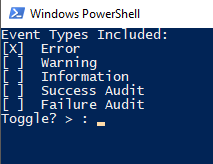 Windows PowerShell
Event Types Included:
[X]  Error
[ ]  Warning
[ ]  Information
[ ]  Success Audit
[ ]  Failure Audit
Toggle? > : _